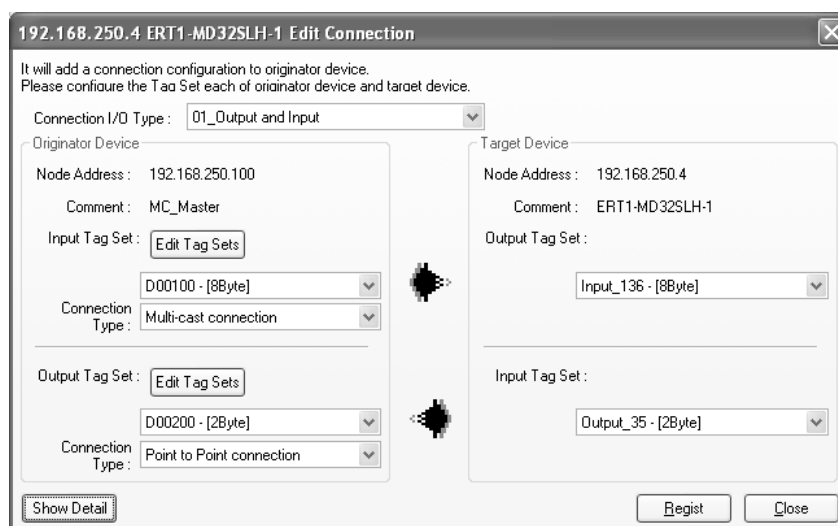 192.168.250.4 ERT1-MD32SLH-1 Edit Connection
It will add a connection configuration to originator device.
Please configure the Tag Set each of originator device and target device.
Connection I/O Type : 01_Output and Input
Originator Device
Node Address : 192.168.250.100
Comment : MC_Master
Input Tag Set : Edit Tag Sets
D00100 - [8Byte]
Connection Type : Multi-cast connection
Output Tag Set : Edit Tag Sets
D00200 - [2Byte]
Connection Type : Point to Point connection
Target Device
Node Address : 192.168.250.4
Comment : ERT1-MD32SLH-1
Output Tag Set :
Input_136 - [8Byte]
Input Tag Set :
Output_35 - [2Byte]
Show Detail
Regist
Close